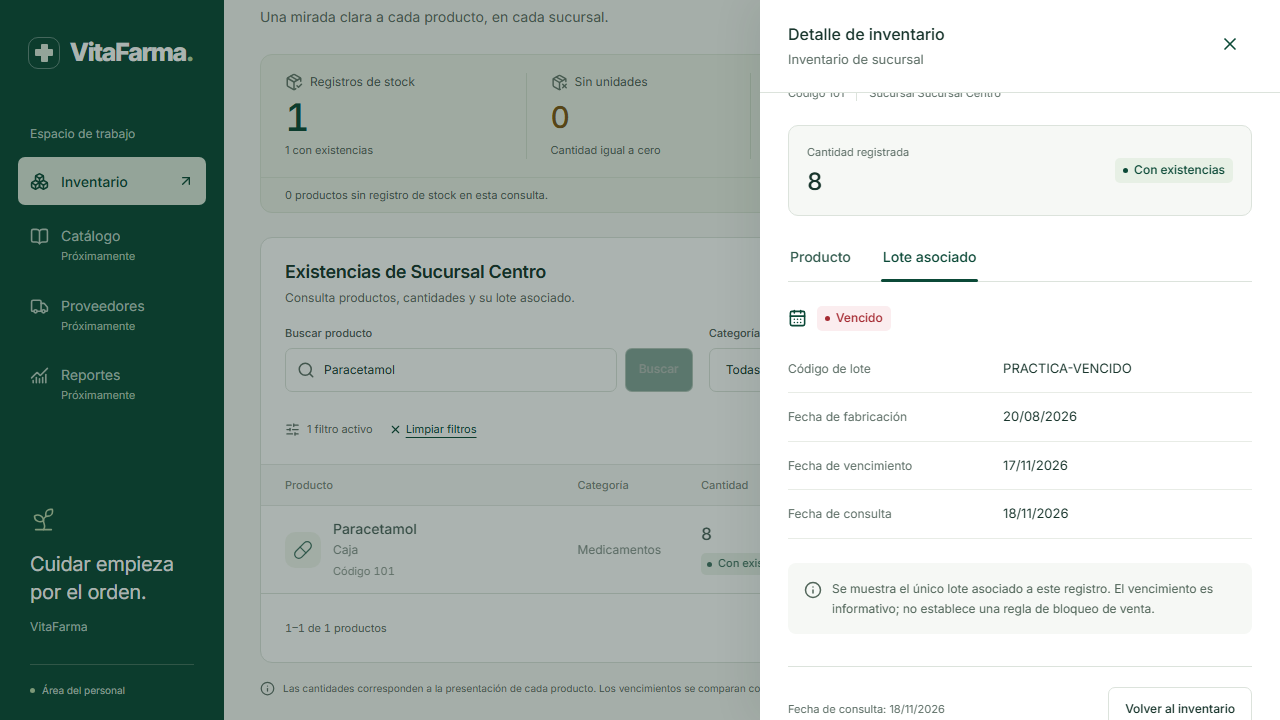 VitaFarma.
Espacio de trabajo
Inventario
Catálogo
Próximamente
Proveedores
Próximamente
Reportes
Próximamente
Cuidar empieza
por el orden.
VitaFarma
Área del personal
Una mirada clara a cada producto, en cada sucursal.
Registros de stock
1
1 con existencias
Sin unidades
0
Cantidad igual a cero
0 productos sin registro de stock en esta consulta.
Existencias de Sucursal Centro
Consulta productos, cantidades y su lote asociado.
Buscar producto
Categoría
Paracetamol
Buscar
Todas
1 filtro activo
Limpiar filtros
Producto
Categoría
Cantidad
Paracetamol
Caja
Código 101
Medicamentos
8
Con exis
1–1 de 1 productos
Las cantidades corresponden a la presentación de cada producto. Los vencimientos se comparan co
Detalle de inventario
Inventario de sucursal
Código 101
Sucursal Sucursal Centro
Cantidad registrada
8
Con existencias
Producto
Lote asociado
Vencido
Código de lote PRACTICA-VENCIDO
Fecha de fabricación 20/08/2026
Fecha de vencimiento 17/11/2026
Fecha de consulta 18/11/2026
Se muestra el único lote asociado a este registro. El vencimiento es
informativo; no establece una regla de bloqueo de venta.
Fecha de consulta: 18/11/2026
Volver al inventario